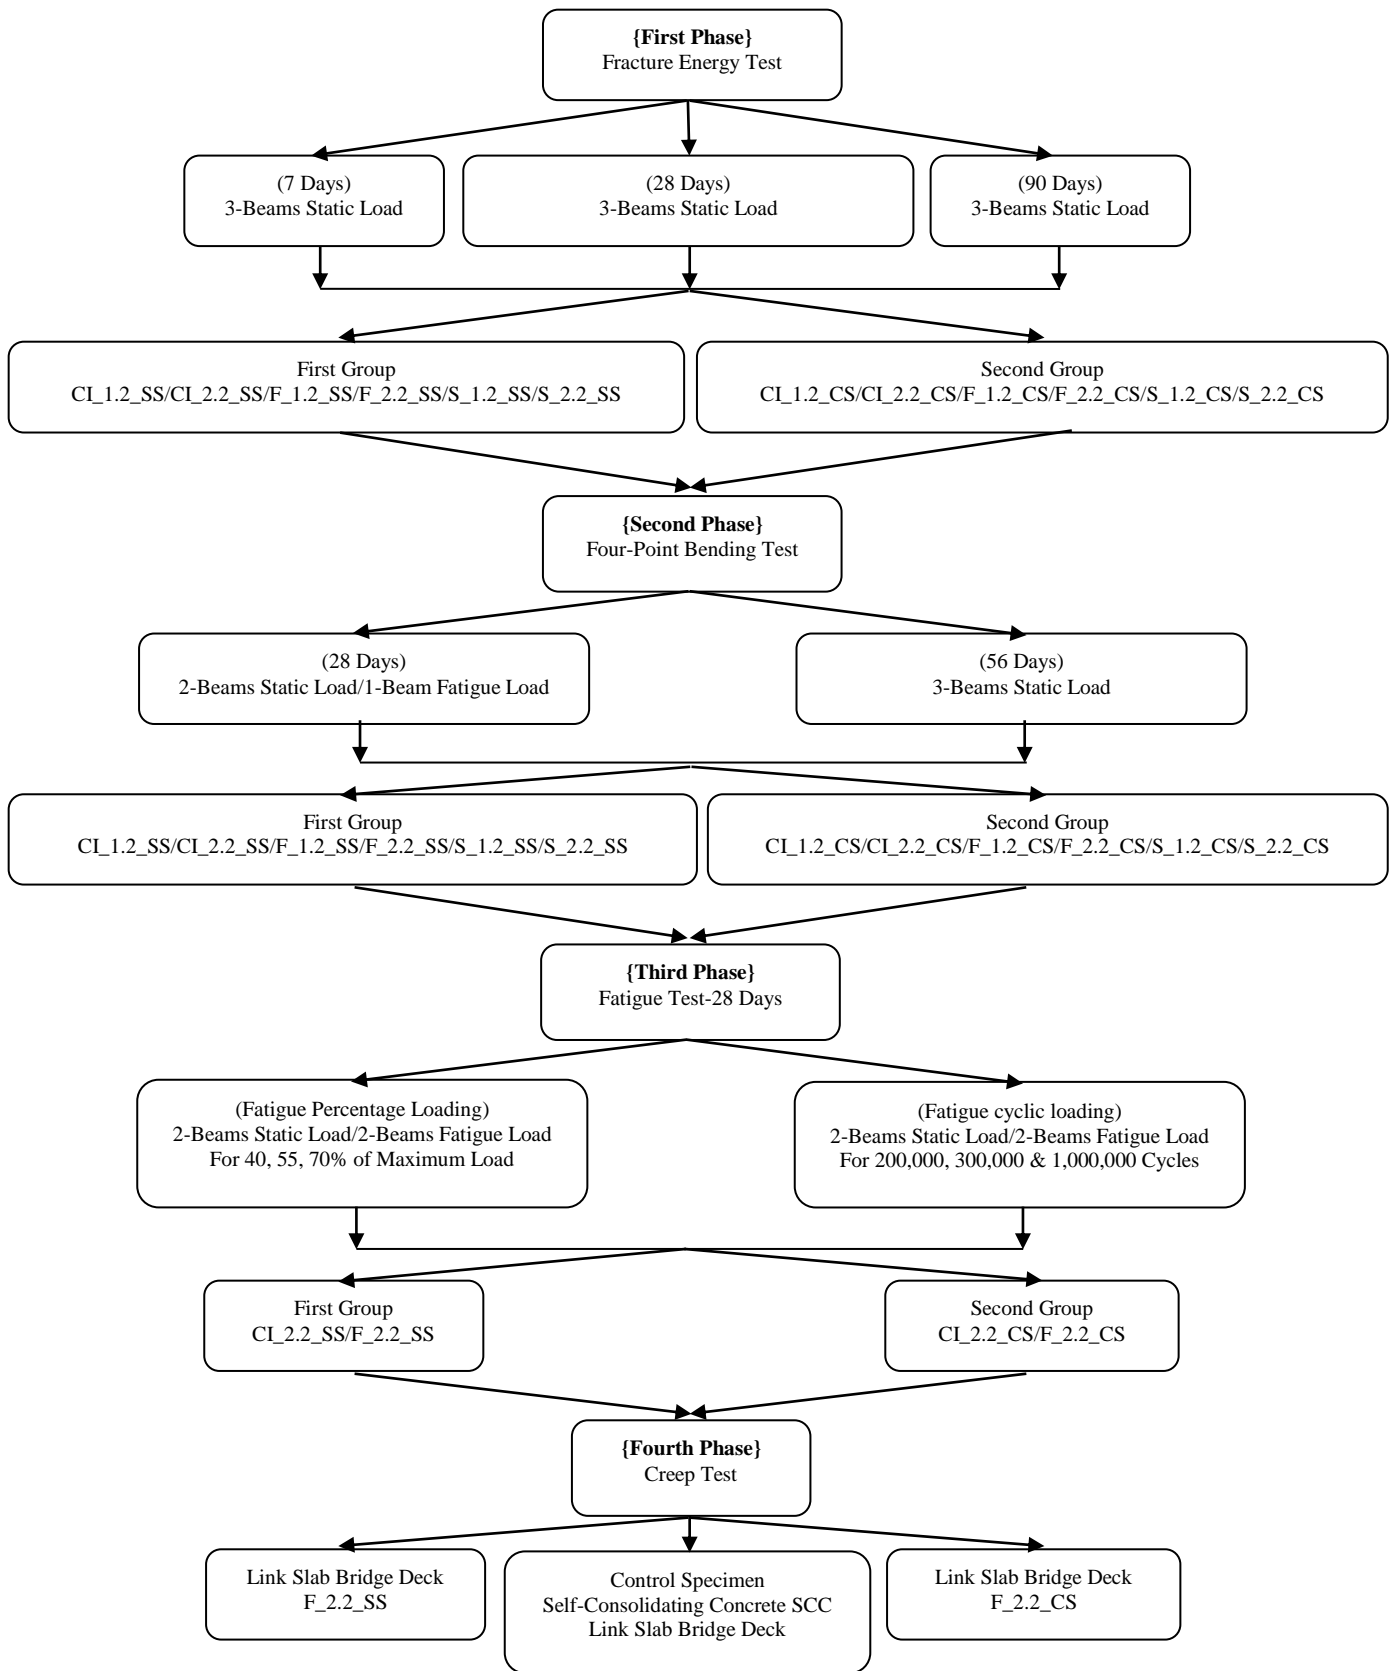 {First Phase}
Fracture Energy Test
(7 Days)
3-Beams Static Load
(28 Days)
3-Beams Static Load
(90 Days)
3-Beams Static Load
First Group
CI_1.2_SS/CI_2.2_SS/F_1.2_SS/F_2.2_SS/S_1.2_SS/S_2.2_SS
Second Group
CI_1.2_CS/CI_2.2_CS/F_1.2_CS/F_2.2_CS/S_1.2_CS/S_2.2_CS
{Second Phase}
Four-Point Bending Test
(28 Days)
2-Beams Static Load/1-Beam Fatigue Load
(56 Days)
3-Beams Static Load
First Group
CI_1.2_SS/CI_2.2_SS/F_1.2_SS/F_2.2_SS/S_1.2_SS/S_2.2_SS
Second Group
CI_1.2_CS/CI_2.2_CS/F_1.2_CS/F_2.2_CS/S_1.2_CS/S_2.2_CS
{Third Phase}
Fatigue Test-28 Days
(Fatigue Percentage Loading)
2-Beams Static Load/2-Beams Fatigue Load
For 40, 55, 70% of Maximum Load
(Fatigue cyclic loading)
2-Beams Static Load/2-Beams Fatigue Load
For 200,000, 300,000 & 1,000,000 Cycles
First Group
CI_2.2_SS/F_2.2_SS
Second Group
CI_2.2_CS/F_2.2_CS
{Fourth Phase}
Creep Test
Link Slab Bridge Deck
F_2.2_SS
Control Specimen
Self-Consolidating Concrete SCC
Link Slab Bridge Deck
Link Slab Bridge Deck
F_2.2_CS